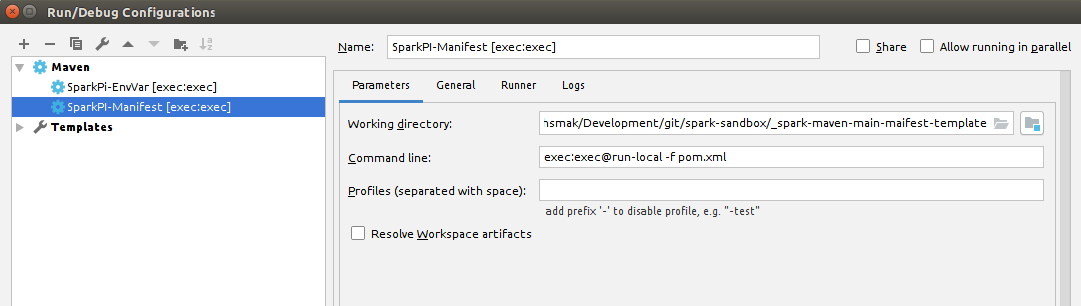 Run/Debug Configurations
Name: SparkPI-Manifest [exec:exec]
Share
Allow running in parallel
Maven
SparkPi-EnvVar [exec:exec]
SparkPI-Manifest [exec:exec]
Templates
Parameters General Runner Logs
Working directory: nsmak/Development/git/spark-sandbox/_spark-maven-main-maifest-template
Command line: exec:exec@run-local -f pom.xml
Profiles (separated with space):
add prefix '-' to disable profile, e.g. "-test"
Resolve Workspace artifacts